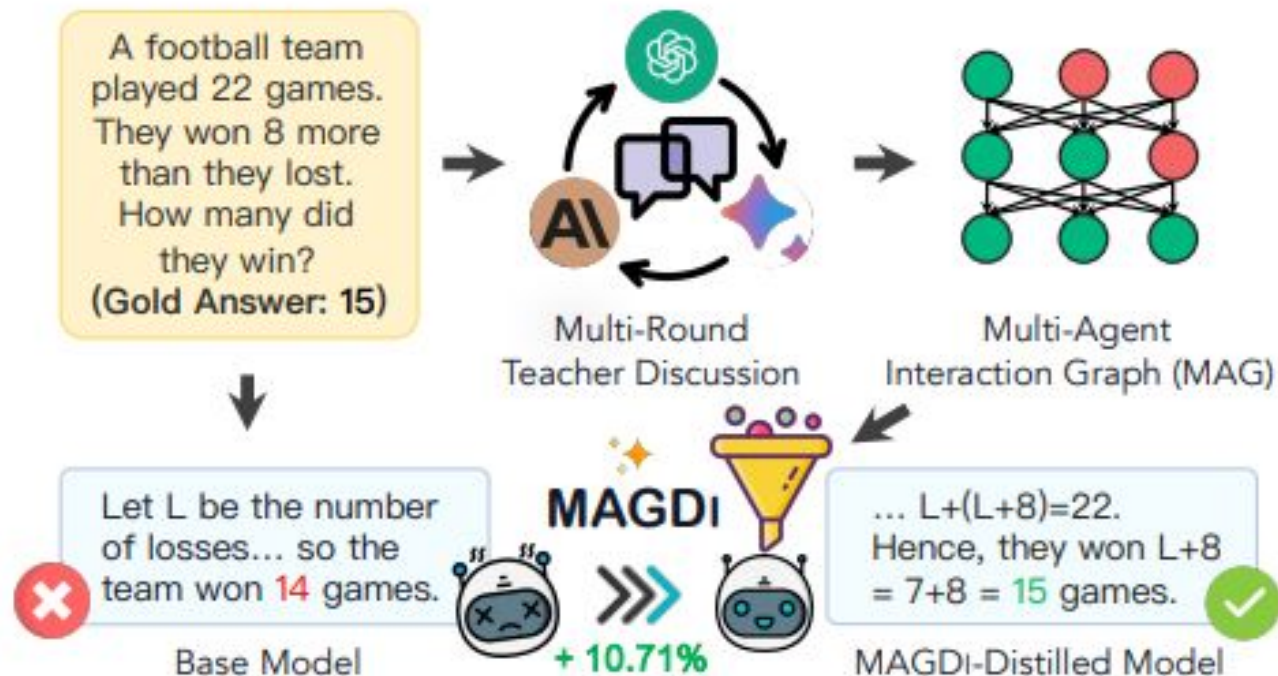 A football team
played 22 games.
They won 8 more
than they lost.
How many did
they win?
(Gold Answer: 15)
AI
Multi-Round
Teacher Discussion
Multi-Agent
Interaction Graph (MAG)
Let L be the number
of losses... so the
team won 14 games.
Base Model
MAGDI
+ 10.71%
... L+(L+8)=22.
Hence, they won L+8
= 7+8 = 15 games.
MAGDI-Distilled Model